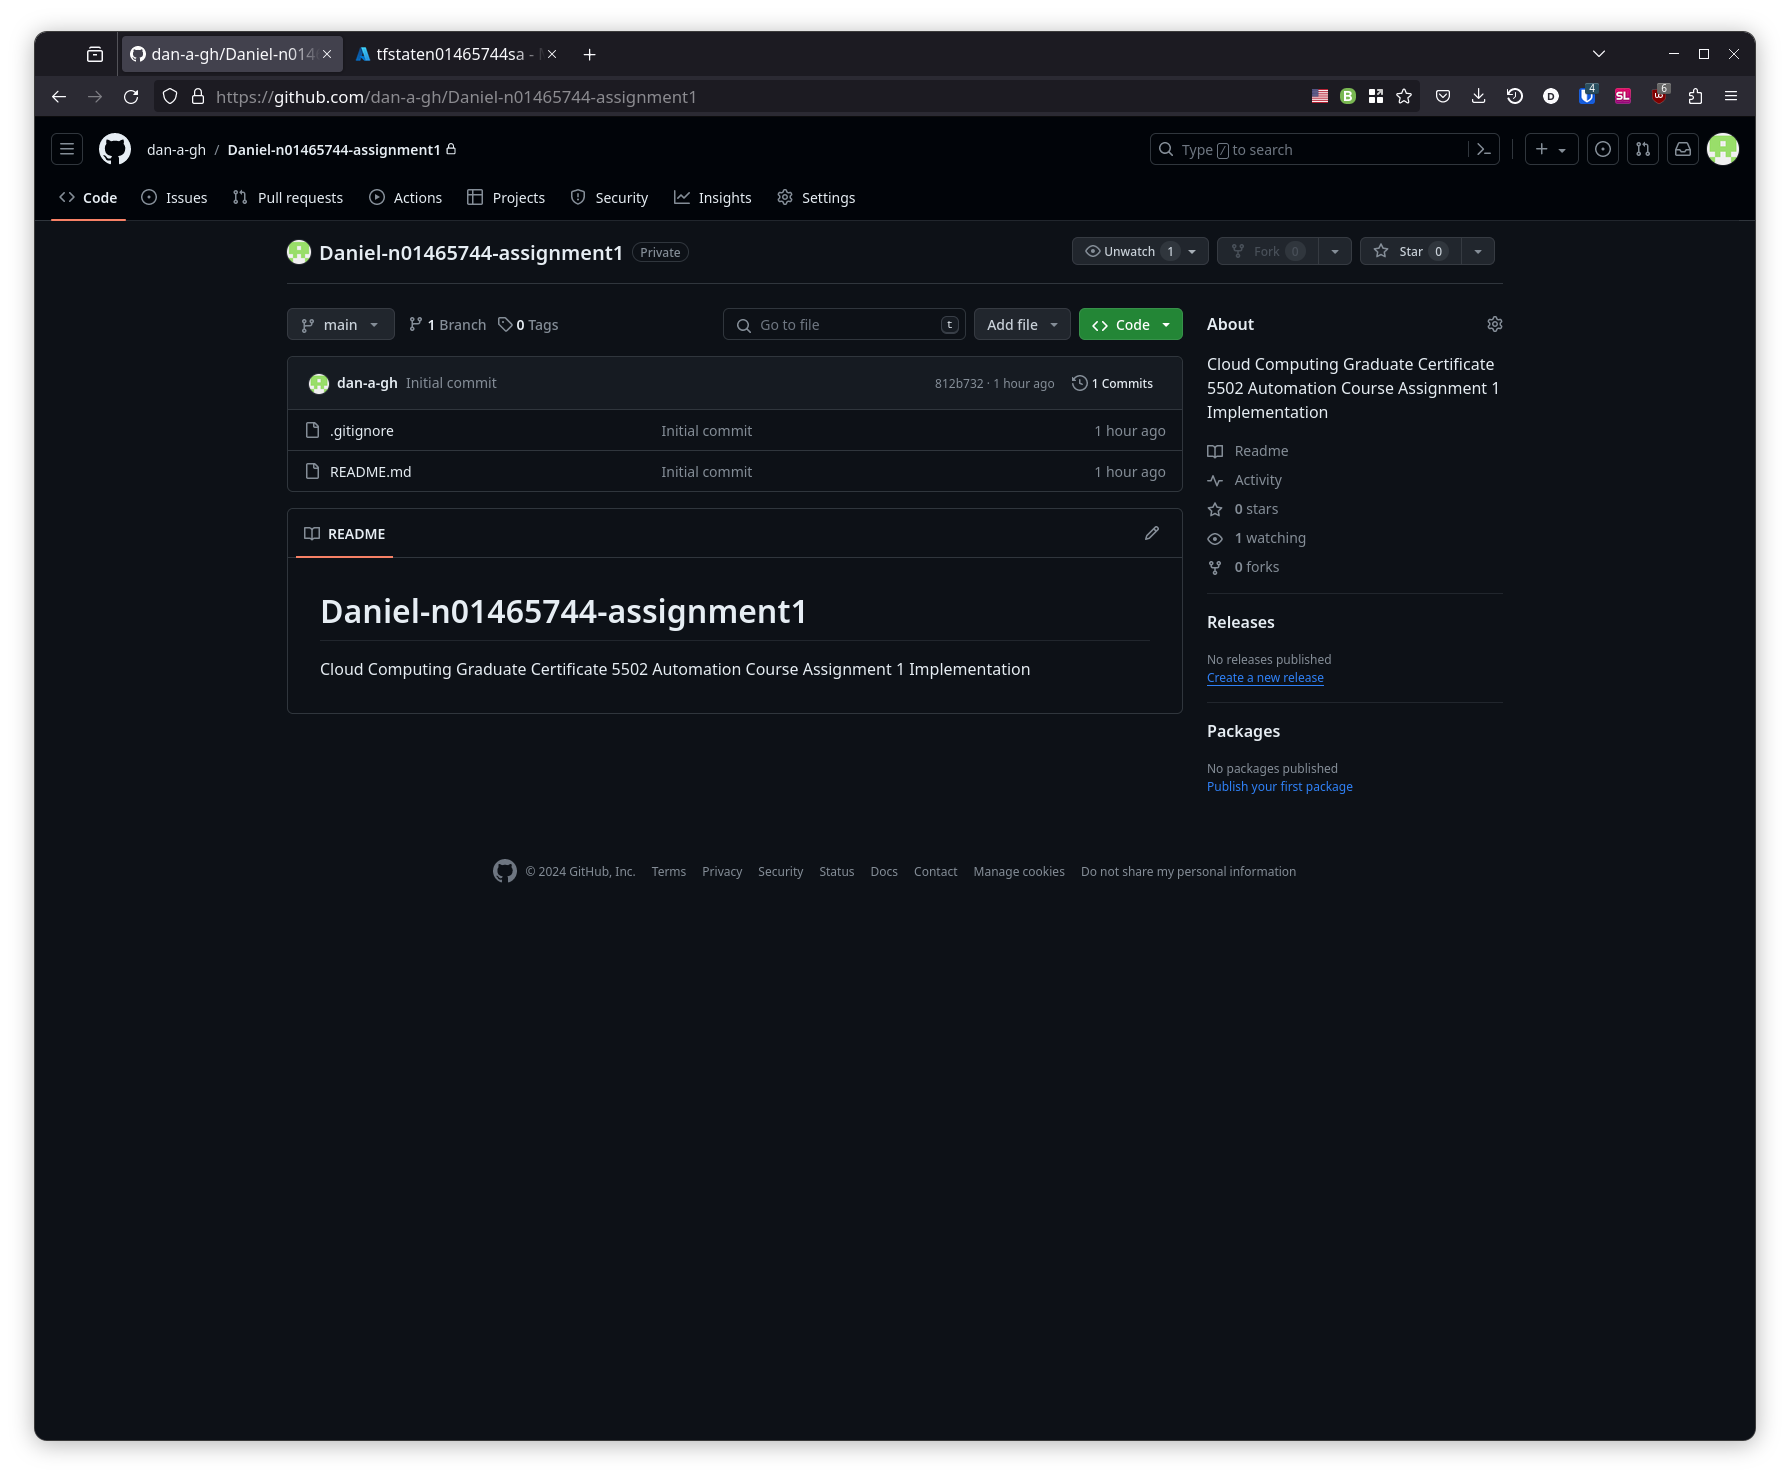 dan-a-gh/Daniel-n014
tfstaten01465744sa -
https://github.com/dan-a-gh/Daniel-n01465744-assignment1
B
D
4
SL
6
dan-a-gh / Daniel-n01465744-assignment1
Type / to search
Code
Issues
Pull requests
Actions
Projects
Security
Insights
Settings
Daniel-n01465744-assignment1 Private
Unwatch 1
Fork 0
Star 0
main
1 Branch
0 Tags
Go to file t
Add file
Code
dan-a-gh Initial commit 812b732 · 1 hour ago 1 Commits
.gitignore Initial commit 1 hour ago
README.md Initial commit 1 hour ago
README
Daniel-n01465744-assignment1
Cloud Computing Graduate Certificate 5502 Automation Course Assignment 1 Implementation
About
Cloud Computing Graduate Certificate
5502 Automation Course Assignment 1
Implementation
Readme
Activity
0 stars
1 watching
0 forks
Releases
No releases published
Create a new release
Packages
No packages published
Publish your first package
© 2024 GitHub, Inc. Terms Privacy Security Status Docs Contact Manage cookies Do not share my personal information